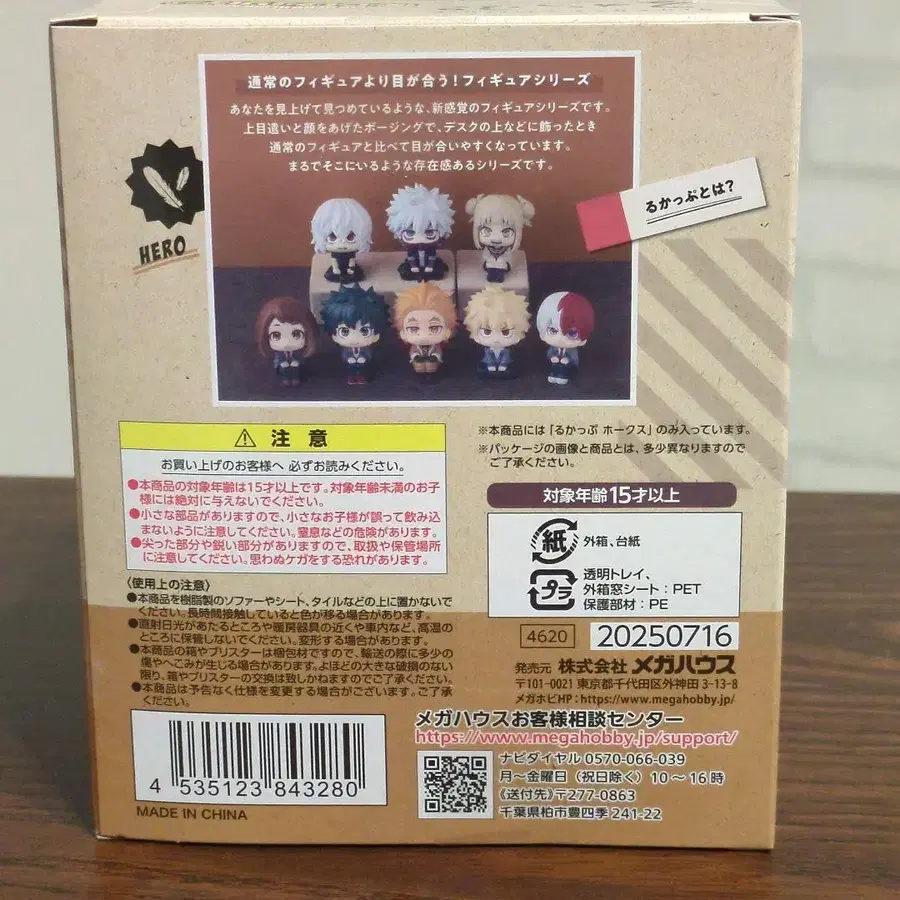 通常のフィギュアより目が合う!フィギュアシリーズ
あなたを見上げて見つめているような、新感覚のフィギュアシリーズです。
上目遣いと顔をあげたポージングで、デスクの上などに飾ったとき
通常のフィギュアと比べて目が合いやすくなっています。
まるでそこにいるような存在感あるシリーズです。
るかっぷとは?
HERO
⚠ 注意
お買い上げのお客様へ 必ずお読みください。
●本商品の対象年齢は15才以上です。対象年齢未満のお子
様には絶対に与えないでください。
●小さな部品がありますので、小さなお子様が誤って飲み込
まないように注意してください。窒息などの危険があります。
●尖った部分や鋭い部分がありますので、取扱や保管場所
に注意してください。思わぬケガをする恐れがあります。
〈使用上の注意〉
●本商品を樹脂製のソファーやシート、タイルなどの上に置かないで
ください。長時間接触していると色が移る場合があります。
●直射日光があたるところや暖房器具の近くや車内など、高温の
ところに保管しないでください。変形する場合があります。
●本商品の箱やブリスターは梱包材ですので、輸送の際に多少の
傷やへこみが生じる場合があります。よほどの大きな破損のない
限り、箱やブリスターの交換は致しかねますのでご了承ください。
●本商品は予告なく仕様を変更する場合がございます。ご了承
ください。
4 535123 843280
MADE IN CHINA
※本商品には「るかっぷ ホークス」のみ入っています。
※パッケージの画像と商品とは、多少異なりますので
ご了承ください。
対象年齢15才以上
紙 外箱、台紙
プラ 透明トレイ、
外箱窓シート:PET
保護部材:PE
4620 20250716
発売元 株式会社メガハウス
〒101-0021 東京都千代田区外神田 3-13-8
メガホビHP:https://www.megahobby.jp/
メガハウスお客様相談センター
https://www.megahobby.jp/support/
ナビダイヤル 0570-066-039
月～金曜日(祝日除く)10～16時
《送付先》〒277-0863
千葉県柏市豊四季 241-22